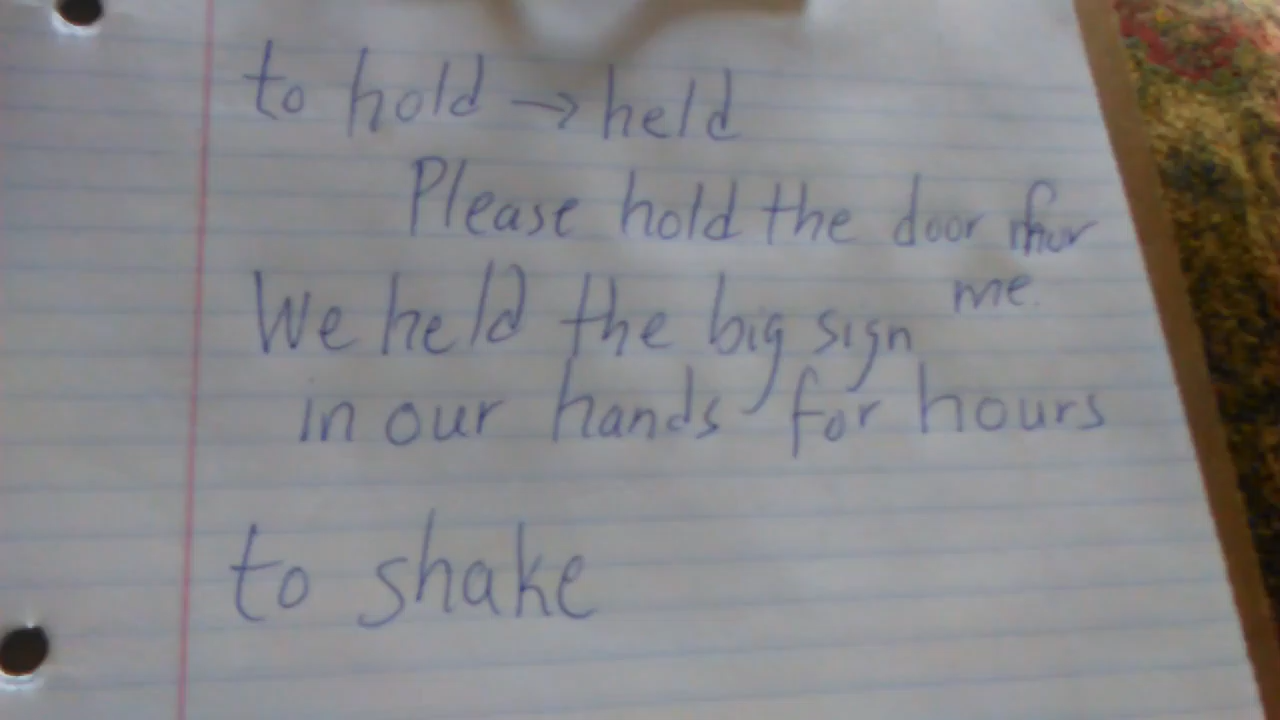 to hold → held
Please hold the door for
me.
We held the big sign
in our hands for hours
to shake